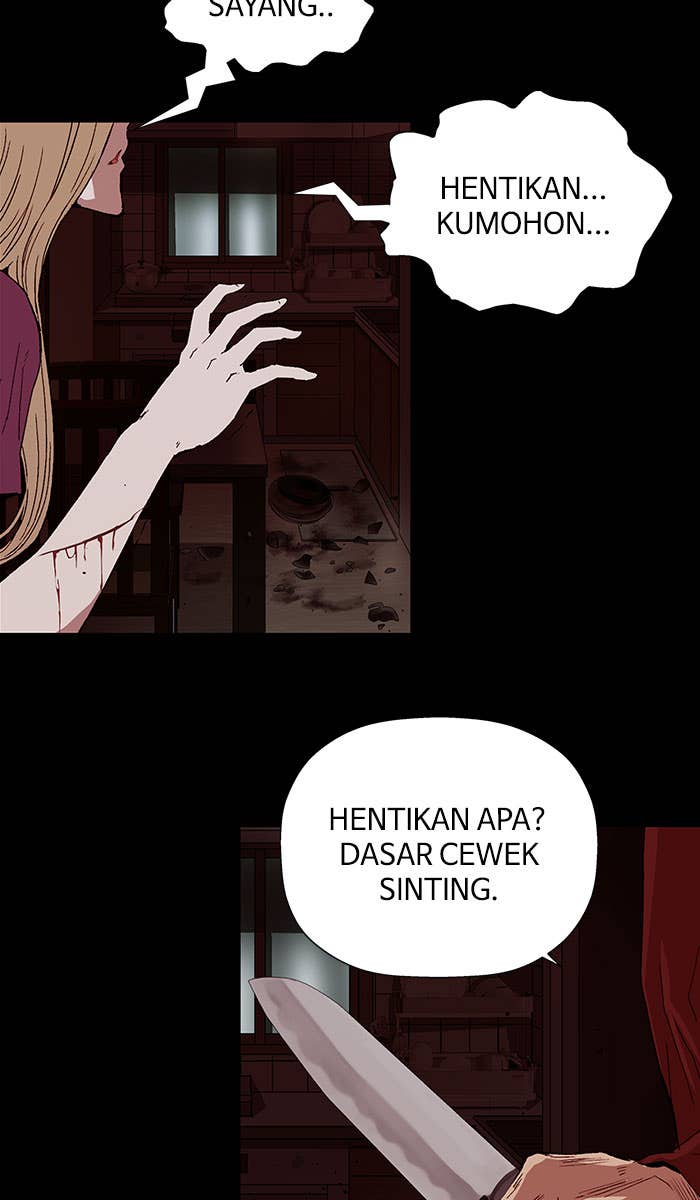 SAYANG..
HENTIKAN...
KUMOHON...
HENTIKAN APA?
DASAR CEWEK
SINTING.